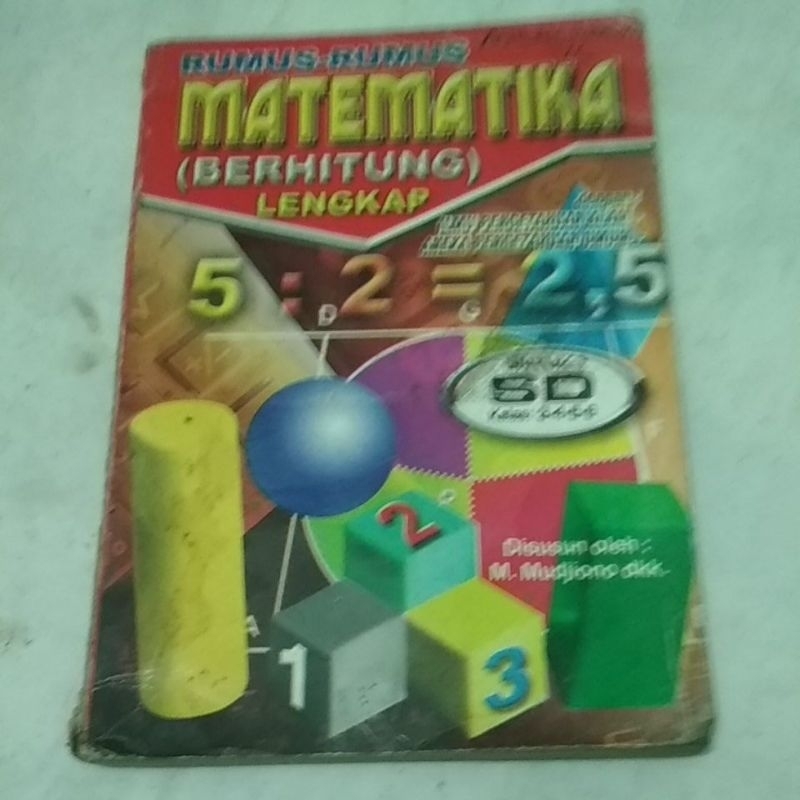 RUMUS-RUMUS
MATEMATIKA
(BERHITUNG)
LENGKAP
5 : 2 = 2,5
D G
SD
2
Disusun oleh :
M. Mudjiono dkk.
A
1
3